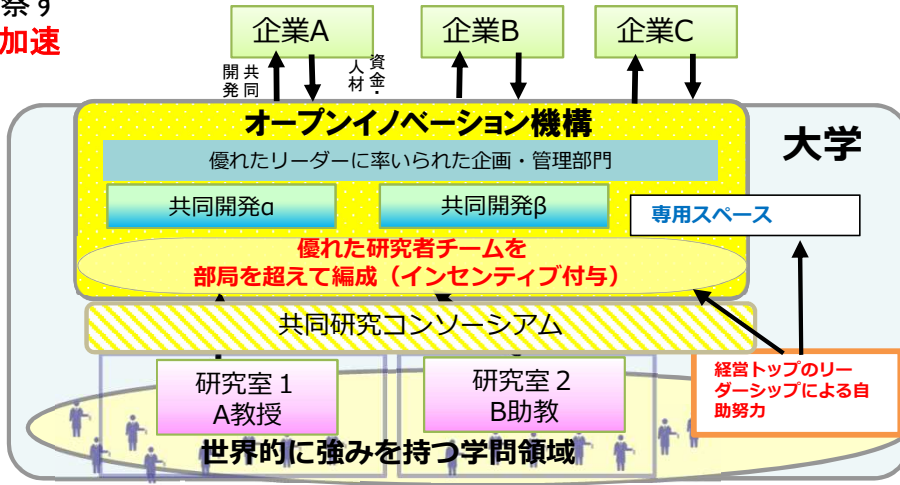 察す
加速
企業A
企業B
企業C
共同
開発
資金・
人材
オープンイノベーション機構
大学
優れたリーダーに率いられた企画・管理部門
共同開発α
共同開発β
専用スペース
優れた研究者チームを
部局を超えて編成（インセンティブ付与）
共同研究コンソーシアム
研究室１
A教授
研究室２
B助教
経営トップのリー
ダーシップによる自
助努力
世界的に強みを持つ学問領域